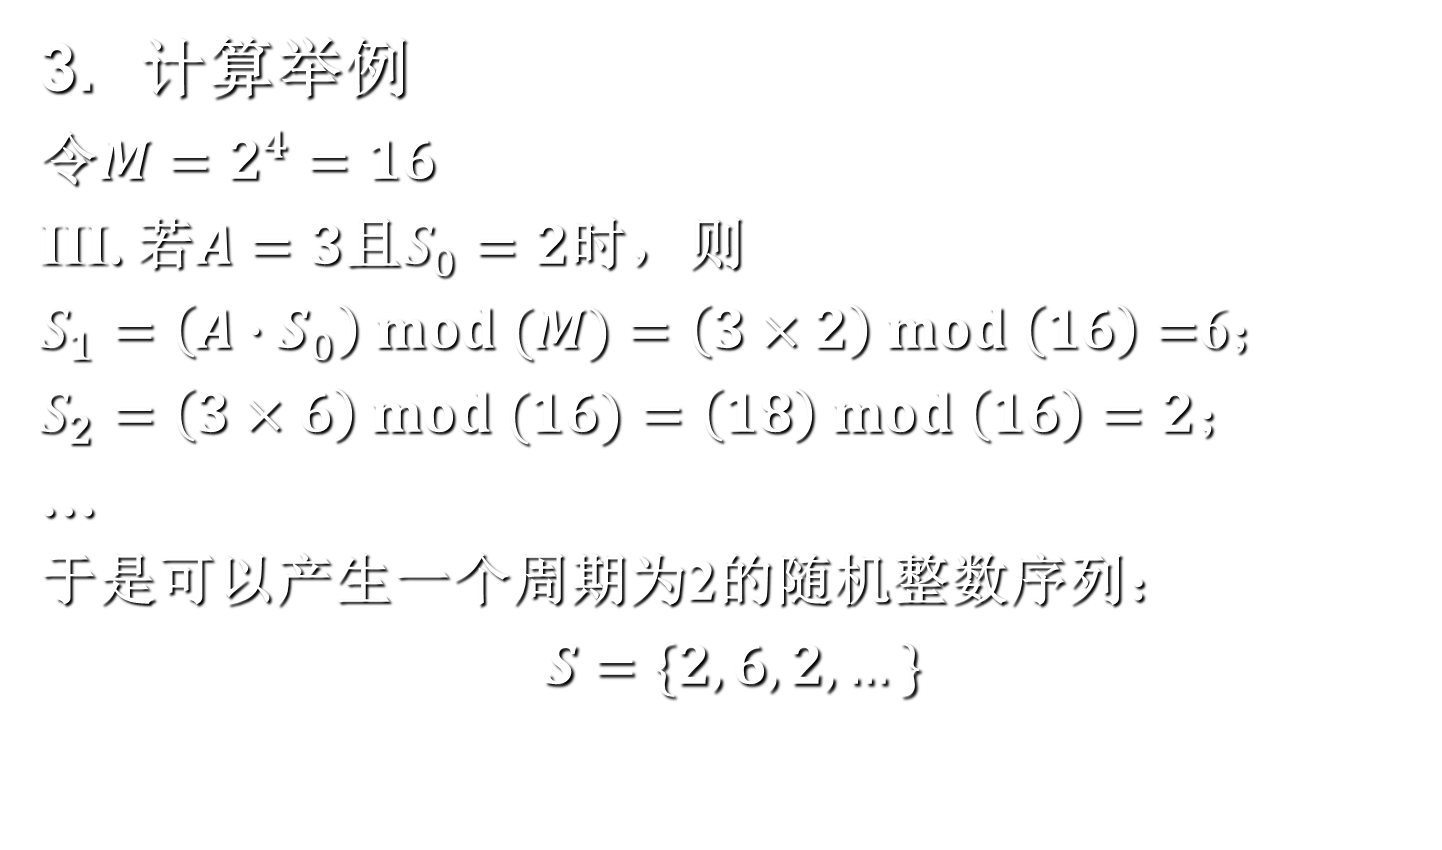 3. 计算举例
令M = 2⁴ = 16
III. 若A = 3且S₀ = 2时，则
S₁ = (A · S₀) mod (M) = (3 × 2) mod (16) =6;
S₂ = (3 × 6) mod (16) = (18) mod (16) = 2;
…
于是可以产生一个周期为2的随机整数序列：
S = {2, 6, 2, … }